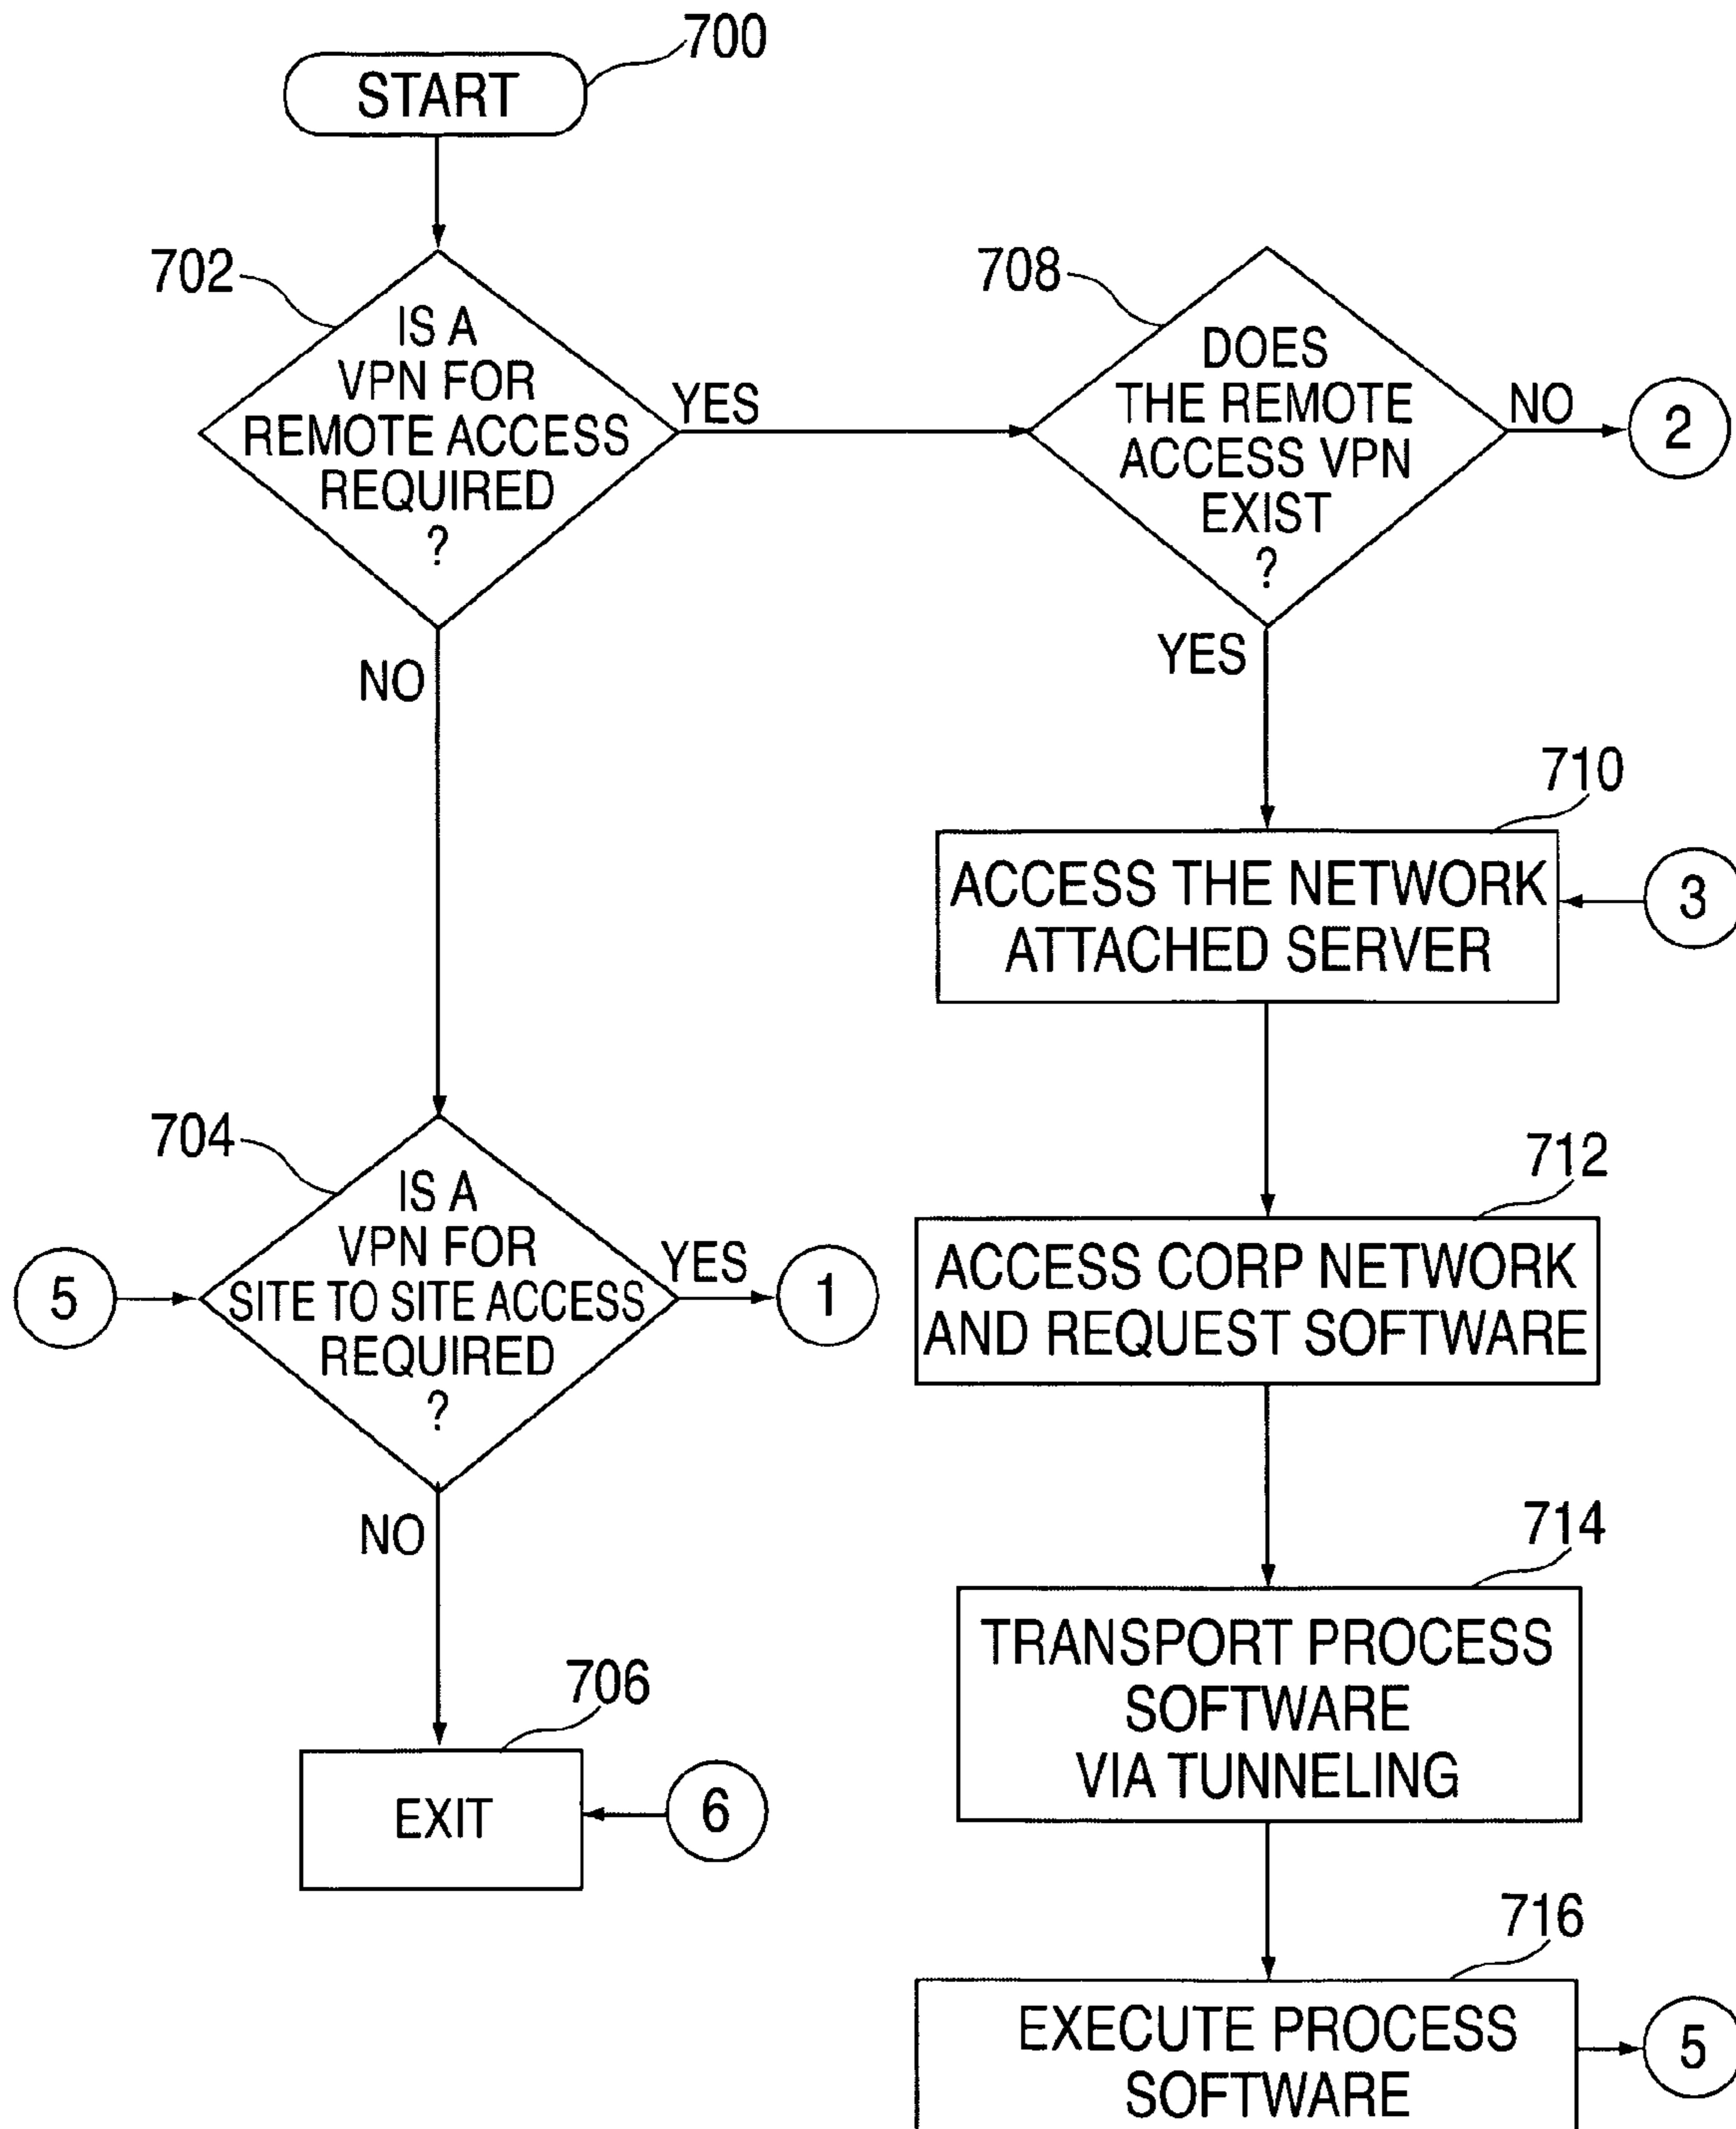 700
START
702
IS A
VPN FOR
REMOTE ACCESS
REQUIRED
?
YES
NO
708
DOES
THE REMOTE
ACCESS VPN
EXIST
?
NO
2
YES
710
ACCESS THE NETWORK
ATTACHED SERVER
3
704
IS A
VPN FOR
SITE TO SITE ACCESS
REQUIRED
?
5
YES
1
NO
712
ACCESS CORP NETWORK
AND REQUEST SOFTWARE
714
TRANSPORT PROCESS
SOFTWARE
VIA TUNNELING
706
EXIT
6
716
EXECUTE PROCESS
SOFTWARE
5